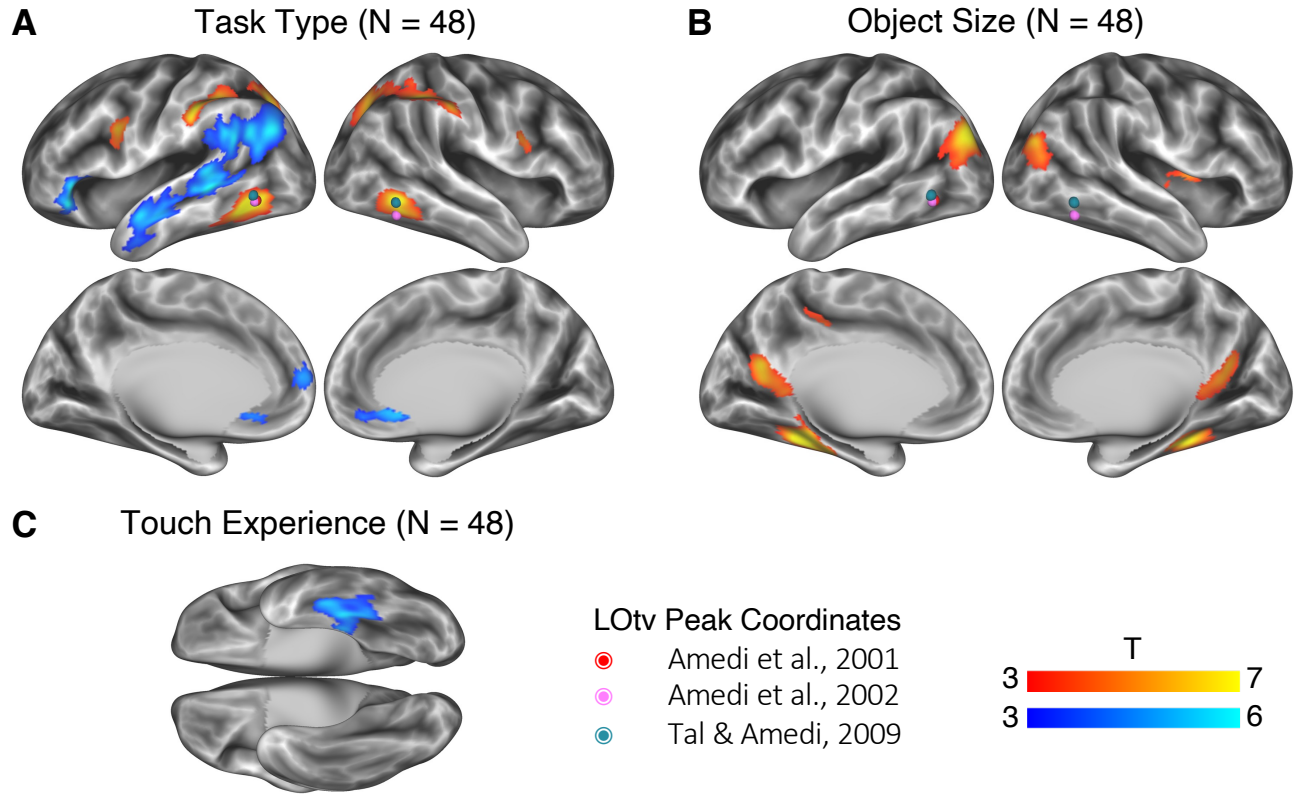 A Task Type (N = 48)
B Object Size (N = 48)
C Touch Experience (N = 48)
LOtv Peak Coordinates
Amedi et al., 2001
Amedi et al., 2002
Tal & Amedi, 2009
T
3 7
3 6